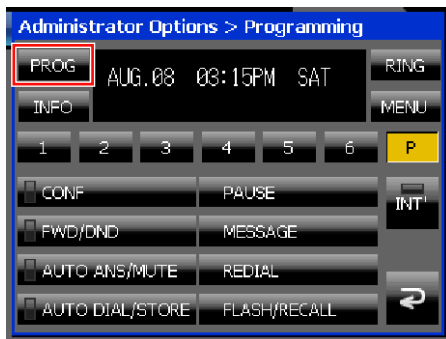 Administrator Options > Programming
PROG AUG.08 03:15PM SAT RING
INFO MENU
1 2 3 4 5 6 P
CONF PAUSE INT'
FWD/DND MESSAGE
AUTO ANS/MUTE REDIAL
AUTO DIAL/STORE FLASH/RECALL